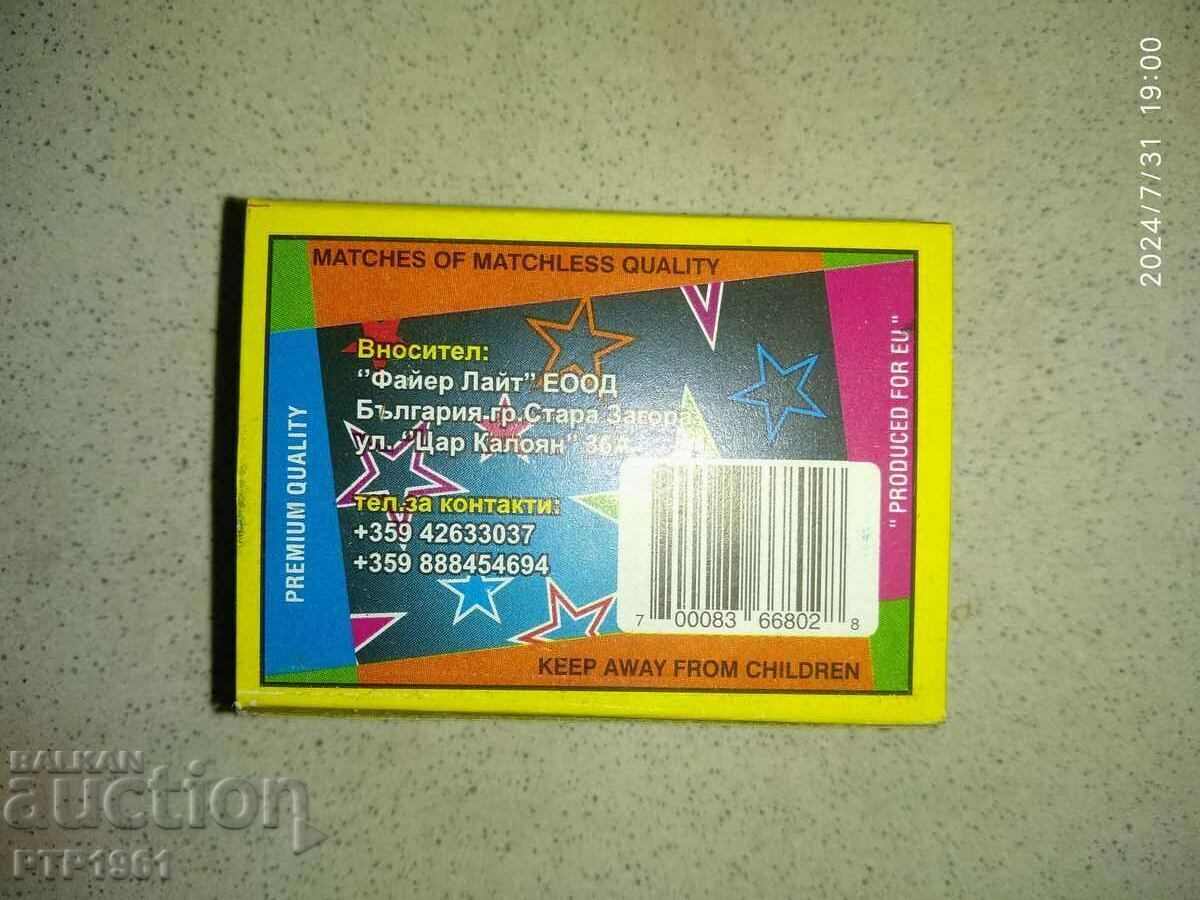 2024/7/31 19:00
MATCHES OF MATCHLESS QUALITY
PREMIUM QUALITY
Вносител:
‘‘Файер Лайт’’ ЕООД
България-гр.Стара Загора
ул. ‘‘Цар Калоян’’ 36А
тел.за контакти:
+359 42633037
+359 888454694
" PRODUCED FOR EU "
7 00083 66802 8
KEEP AWAY FROM CHILDREN
BALKAN
auction
PTP1961